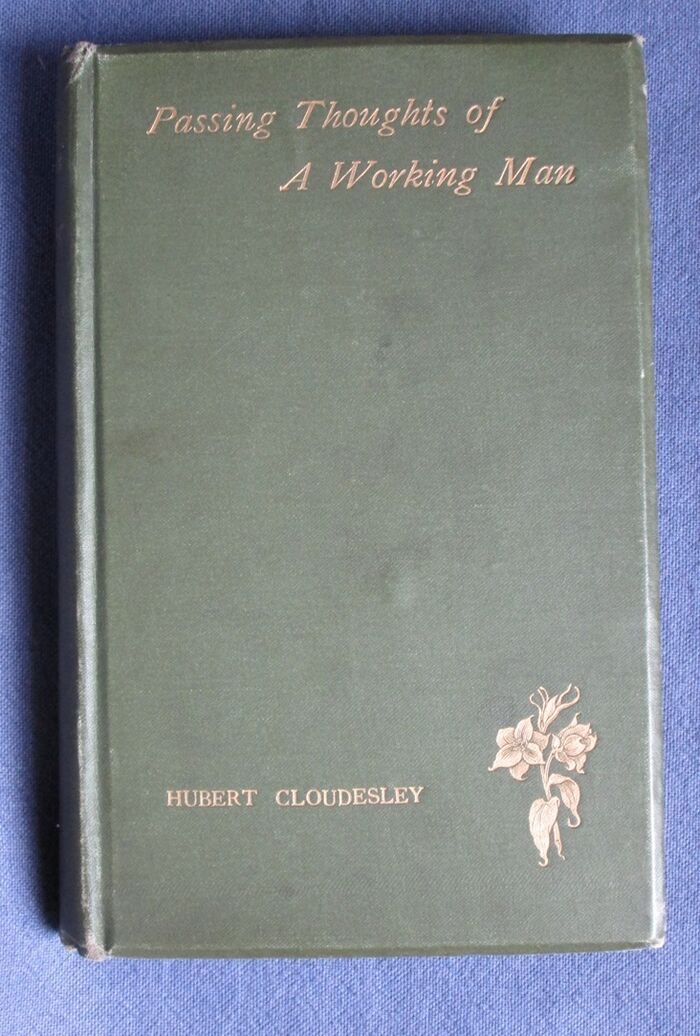 Passing Thoughts of
A Working Man
HUBERT CLOUDESLEY